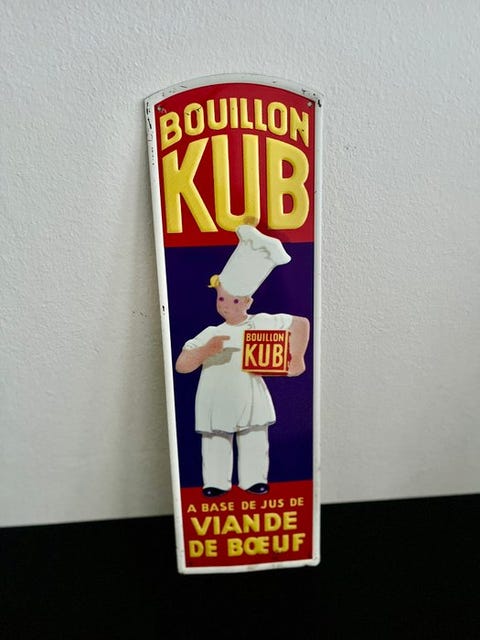 BOUILLON
KUB
BOUILLON
KUB
A BASE DE JUS DE
VIANDE
DE BŒUF